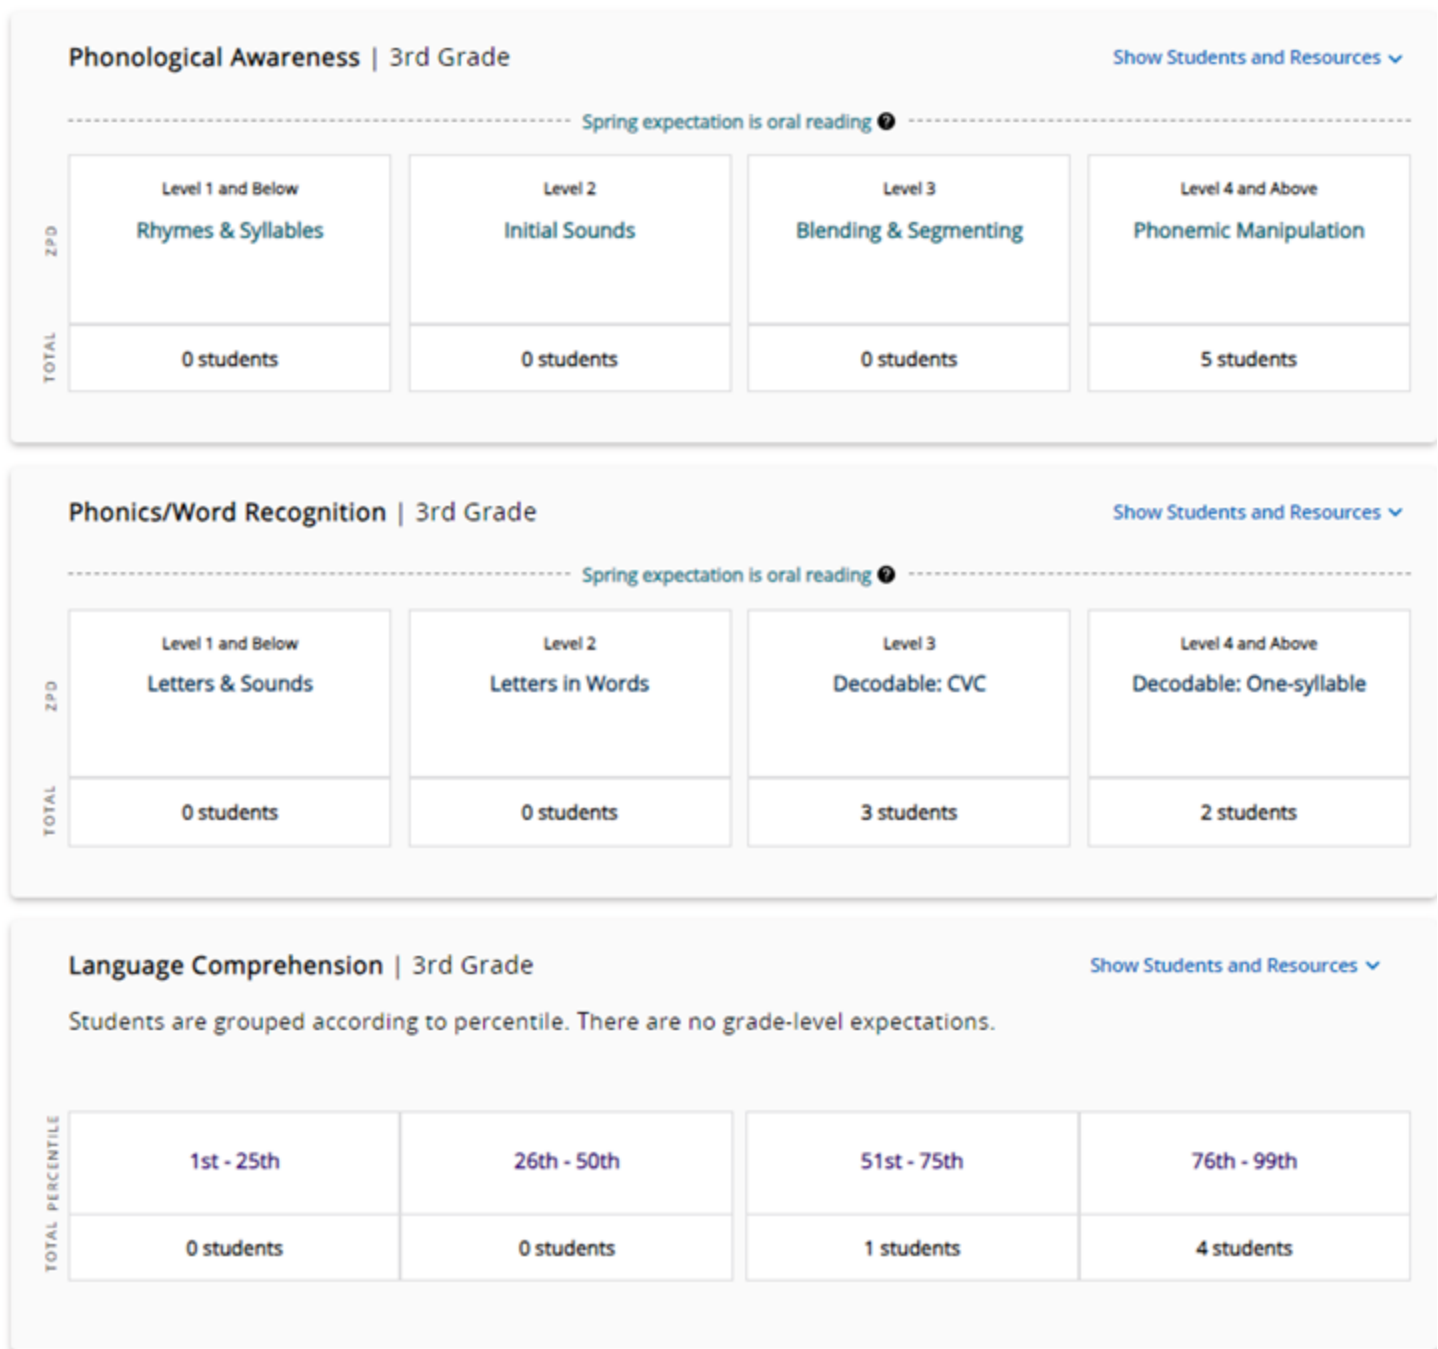 Phonological Awareness | 3rd Grade
Show Students and Resources
Spring expectation is oral reading ?
ZPD
Level 1 and Below
Rhymes & Syllables
Level 2
Initial Sounds
Level 3
Blending & Segmenting
Level 4 and Above
Phonemic Manipulation
TOTAL
0 students
0 students
0 students
5 students
Phonics/Word Recognition | 3rd Grade
Show Students and Resources
Spring expectation is oral reading ?
ZPD
Level 1 and Below
Letters & Sounds
Level 2
Letters in Words
Level 3
Decodable: CVC
Level 4 and Above
Decodable: One-syllable
TOTAL
0 students
0 students
3 students
2 students
Language Comprehension | 3rd Grade
Show Students and Resources
Students are grouped according to percentile. There are no grade-level expectations.
PERCENTILE
1st - 25th
26th - 50th
51st - 75th
76th - 99th
TOTAL
0 students
0 students
1 students
4 students